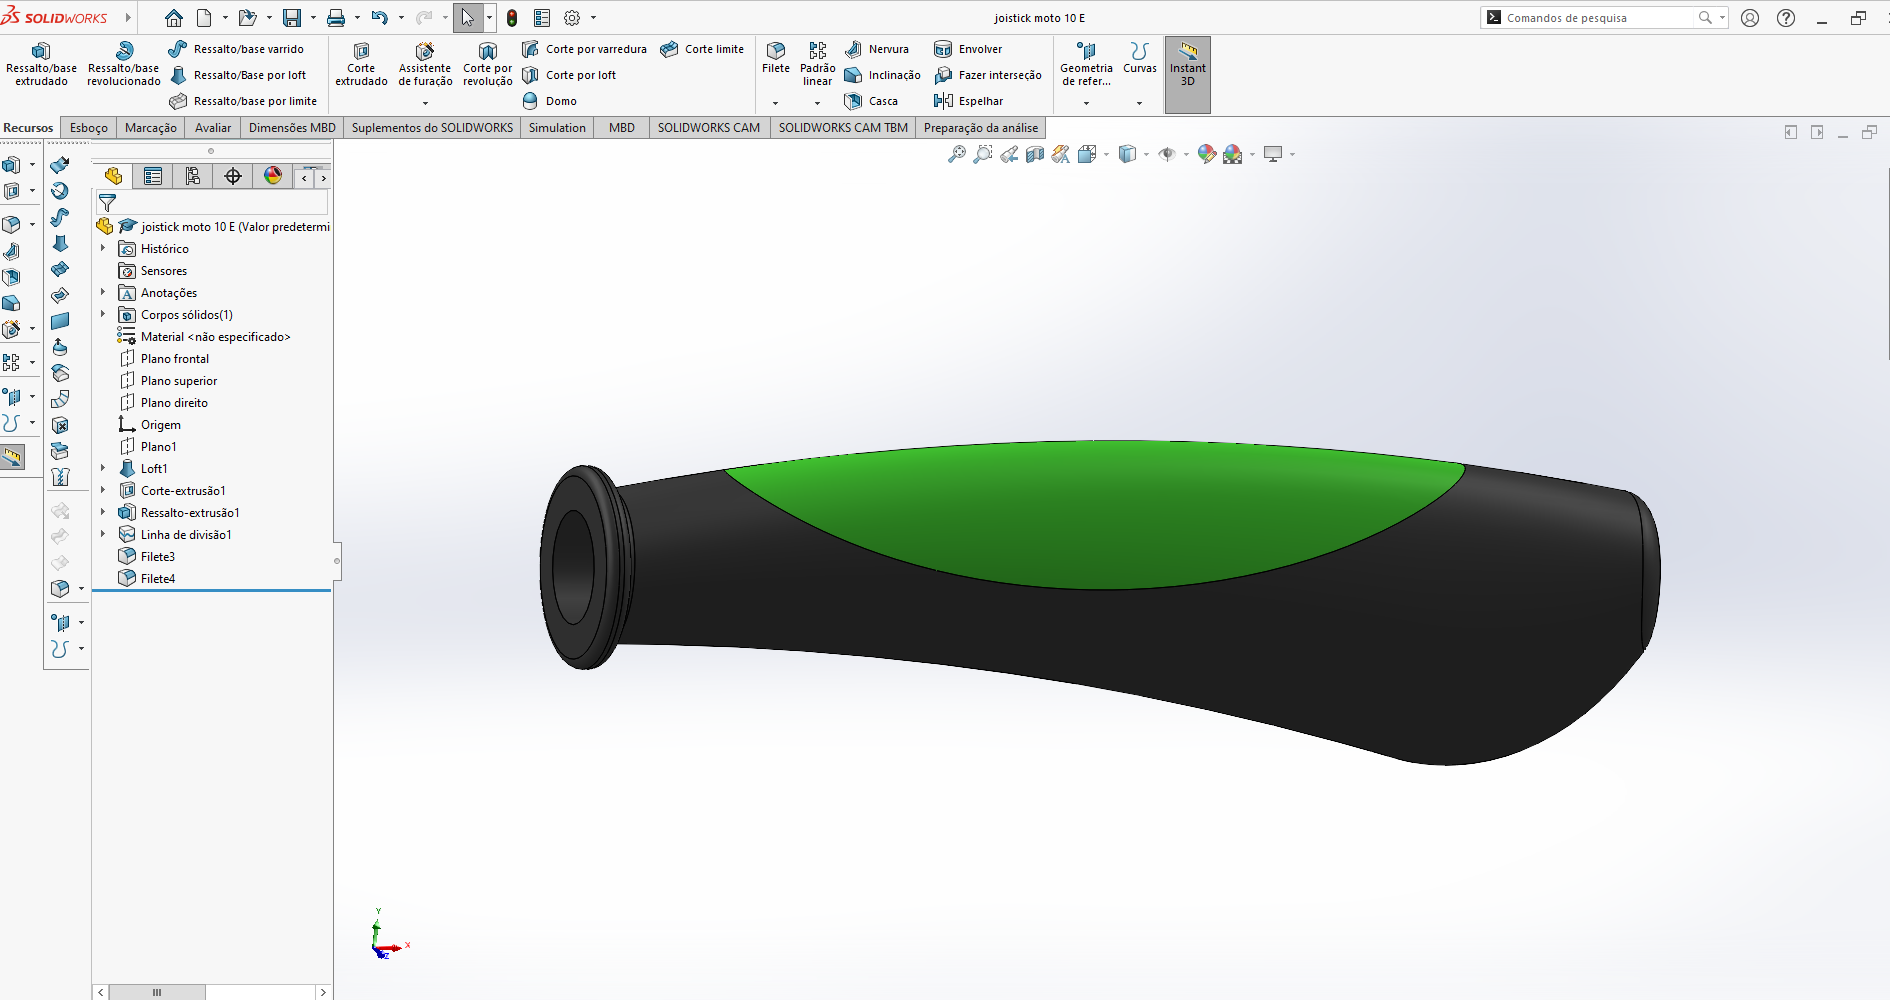 SOLIDWORKS
joistick moto 10 E
Comandos de pesquisa
Ressalto/base
extrudado
Ressalto/base
revolucionado
Ressalto/base varrido
Ressalto/Base por loft
Ressalto/base por limite
Corte
extrudado
Assistente
de furação
Corte por
revolução
Corte por varredura
Corte por loft
Domo
Corte limite
Filete
Padrão
linear
Nervura
Inclinação
Casca
Envolver
Fazer interseção
Espelhar
Geometria
de refer...
Curvas
Instant
3D
Recursos
Esboço
Marcação
Avaliar
Dimensões MBD
Suplementos do SOLIDWORKS
Simulation
MBD
SOLIDWORKS CAM
SOLIDWORKS CAM TBM
Preparação da análise
joistick moto 10 E (Valor predetermi
Histórico
Sensores
Anotações
Corpos sólidos(1)
Material <não especificado>
Plano frontal
Plano superior
Plano direito
Origem
Plano1
Loft1
Corte-extrusão1
Ressalto-extrusão1
Linha de divisão1
Filete3
Filete4
Y
X
Z